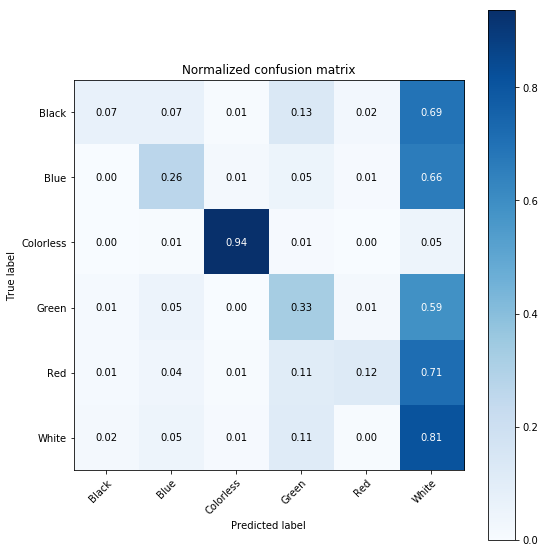 Normalized confusion matrix
Black 0.07 0.07 0.01 0.13 0.02 0.69
Blue 0.00 0.26 0.01 0.05 0.01 0.66
Colorless 0.00 0.01 0.94 0.01 0.00 0.05
Green 0.01 0.05 0.00 0.33 0.01 0.59
Red 0.01 0.04 0.01 0.11 0.12 0.71
White 0.02 0.05 0.01 0.11 0.00 0.81
True label
Black Blue Colorless Green Red White
Predicted label
0.8
0.6
0.4
0.2
0.0